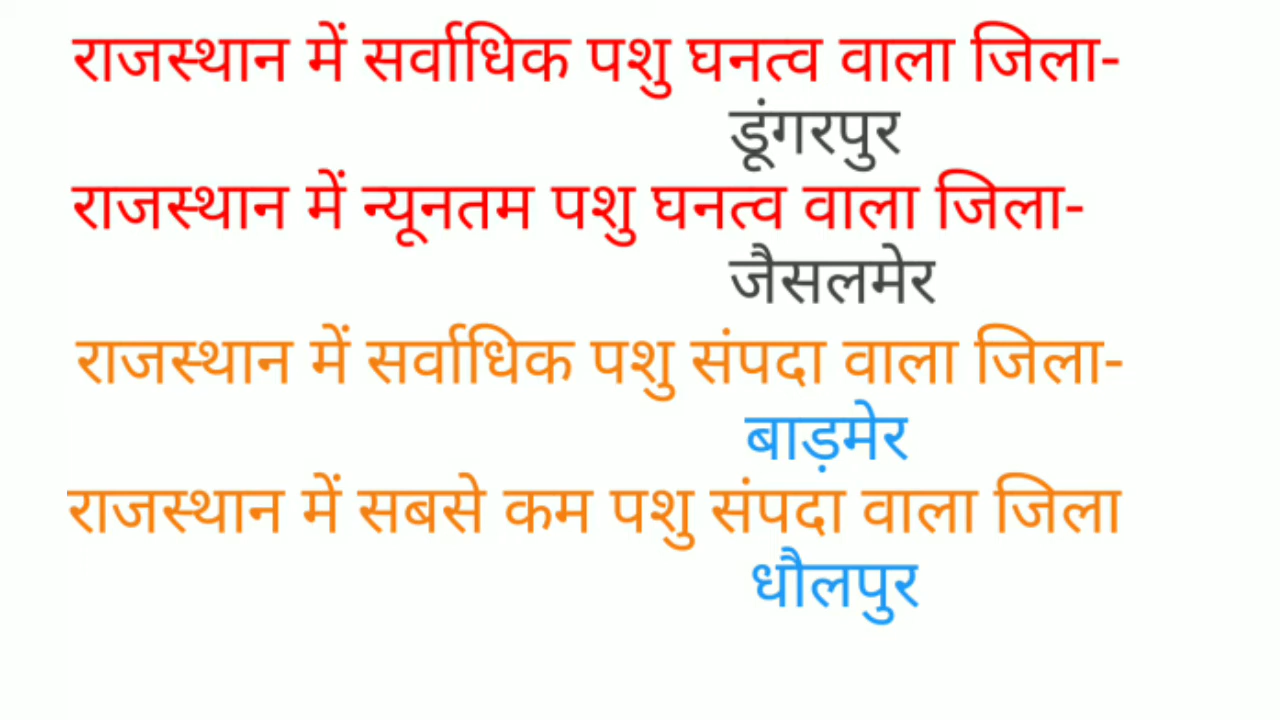 राजस्थान में सर्वाधिक पशु घनत्व वाला जिला-
डूंगरपुर
राजस्थान में न्यूनतम पशु घनत्व वाला जिला-
जैसलमेर
राजस्थान में सर्वाधिक पशु संपदा वाला जिला-
बाड़मेर
राजस्थान में सबसे कम पशु संपदा वाला जिला
धौलपुर